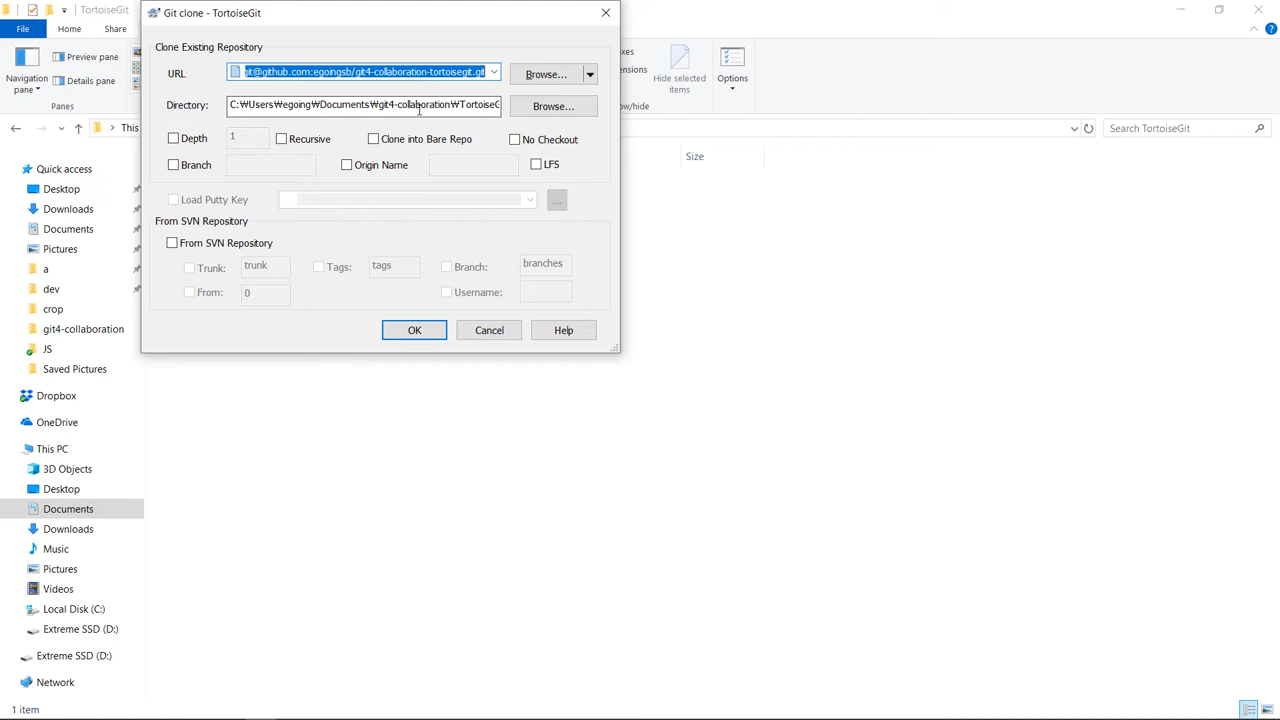 TortoiseGit
Git clone - TortoiseGit
File
Home
Share
Navigation
pane
Preview pane
Details pane
Hide selected
items
Options
Clone Existing Repository
URL:
git@github.com:egoingsb/git4-collaboration-tortoisegit.git
Browse...
Directory:
C:₩Users₩egoing₩Documents₩git4-collaboration₩TortoiseG
Browse...
Depth
1
Recursive
Clone into Bare Repo
No Checkout
Branch
Origin Name
LFS
Load Putty Key
...
From SVN Repository
From SVN Repository
Trunk:
trunk
Tags:
tags
Branch:
branches
From:
0
Username:
OK
Cancel
Help
This
Search TortoiseGit
Size
Quick access
Desktop
Downloads
Documents
Pictures
a
dev
crop
git4-collaboration
JS
Saved Pictures
Dropbox
OneDrive
This PC
3D Objects
Desktop
Documents
Downloads
Music
Pictures
Videos
Local Disk (C:)
Extreme SSD (D:)
Extreme SSD (D:)
Network
1 item